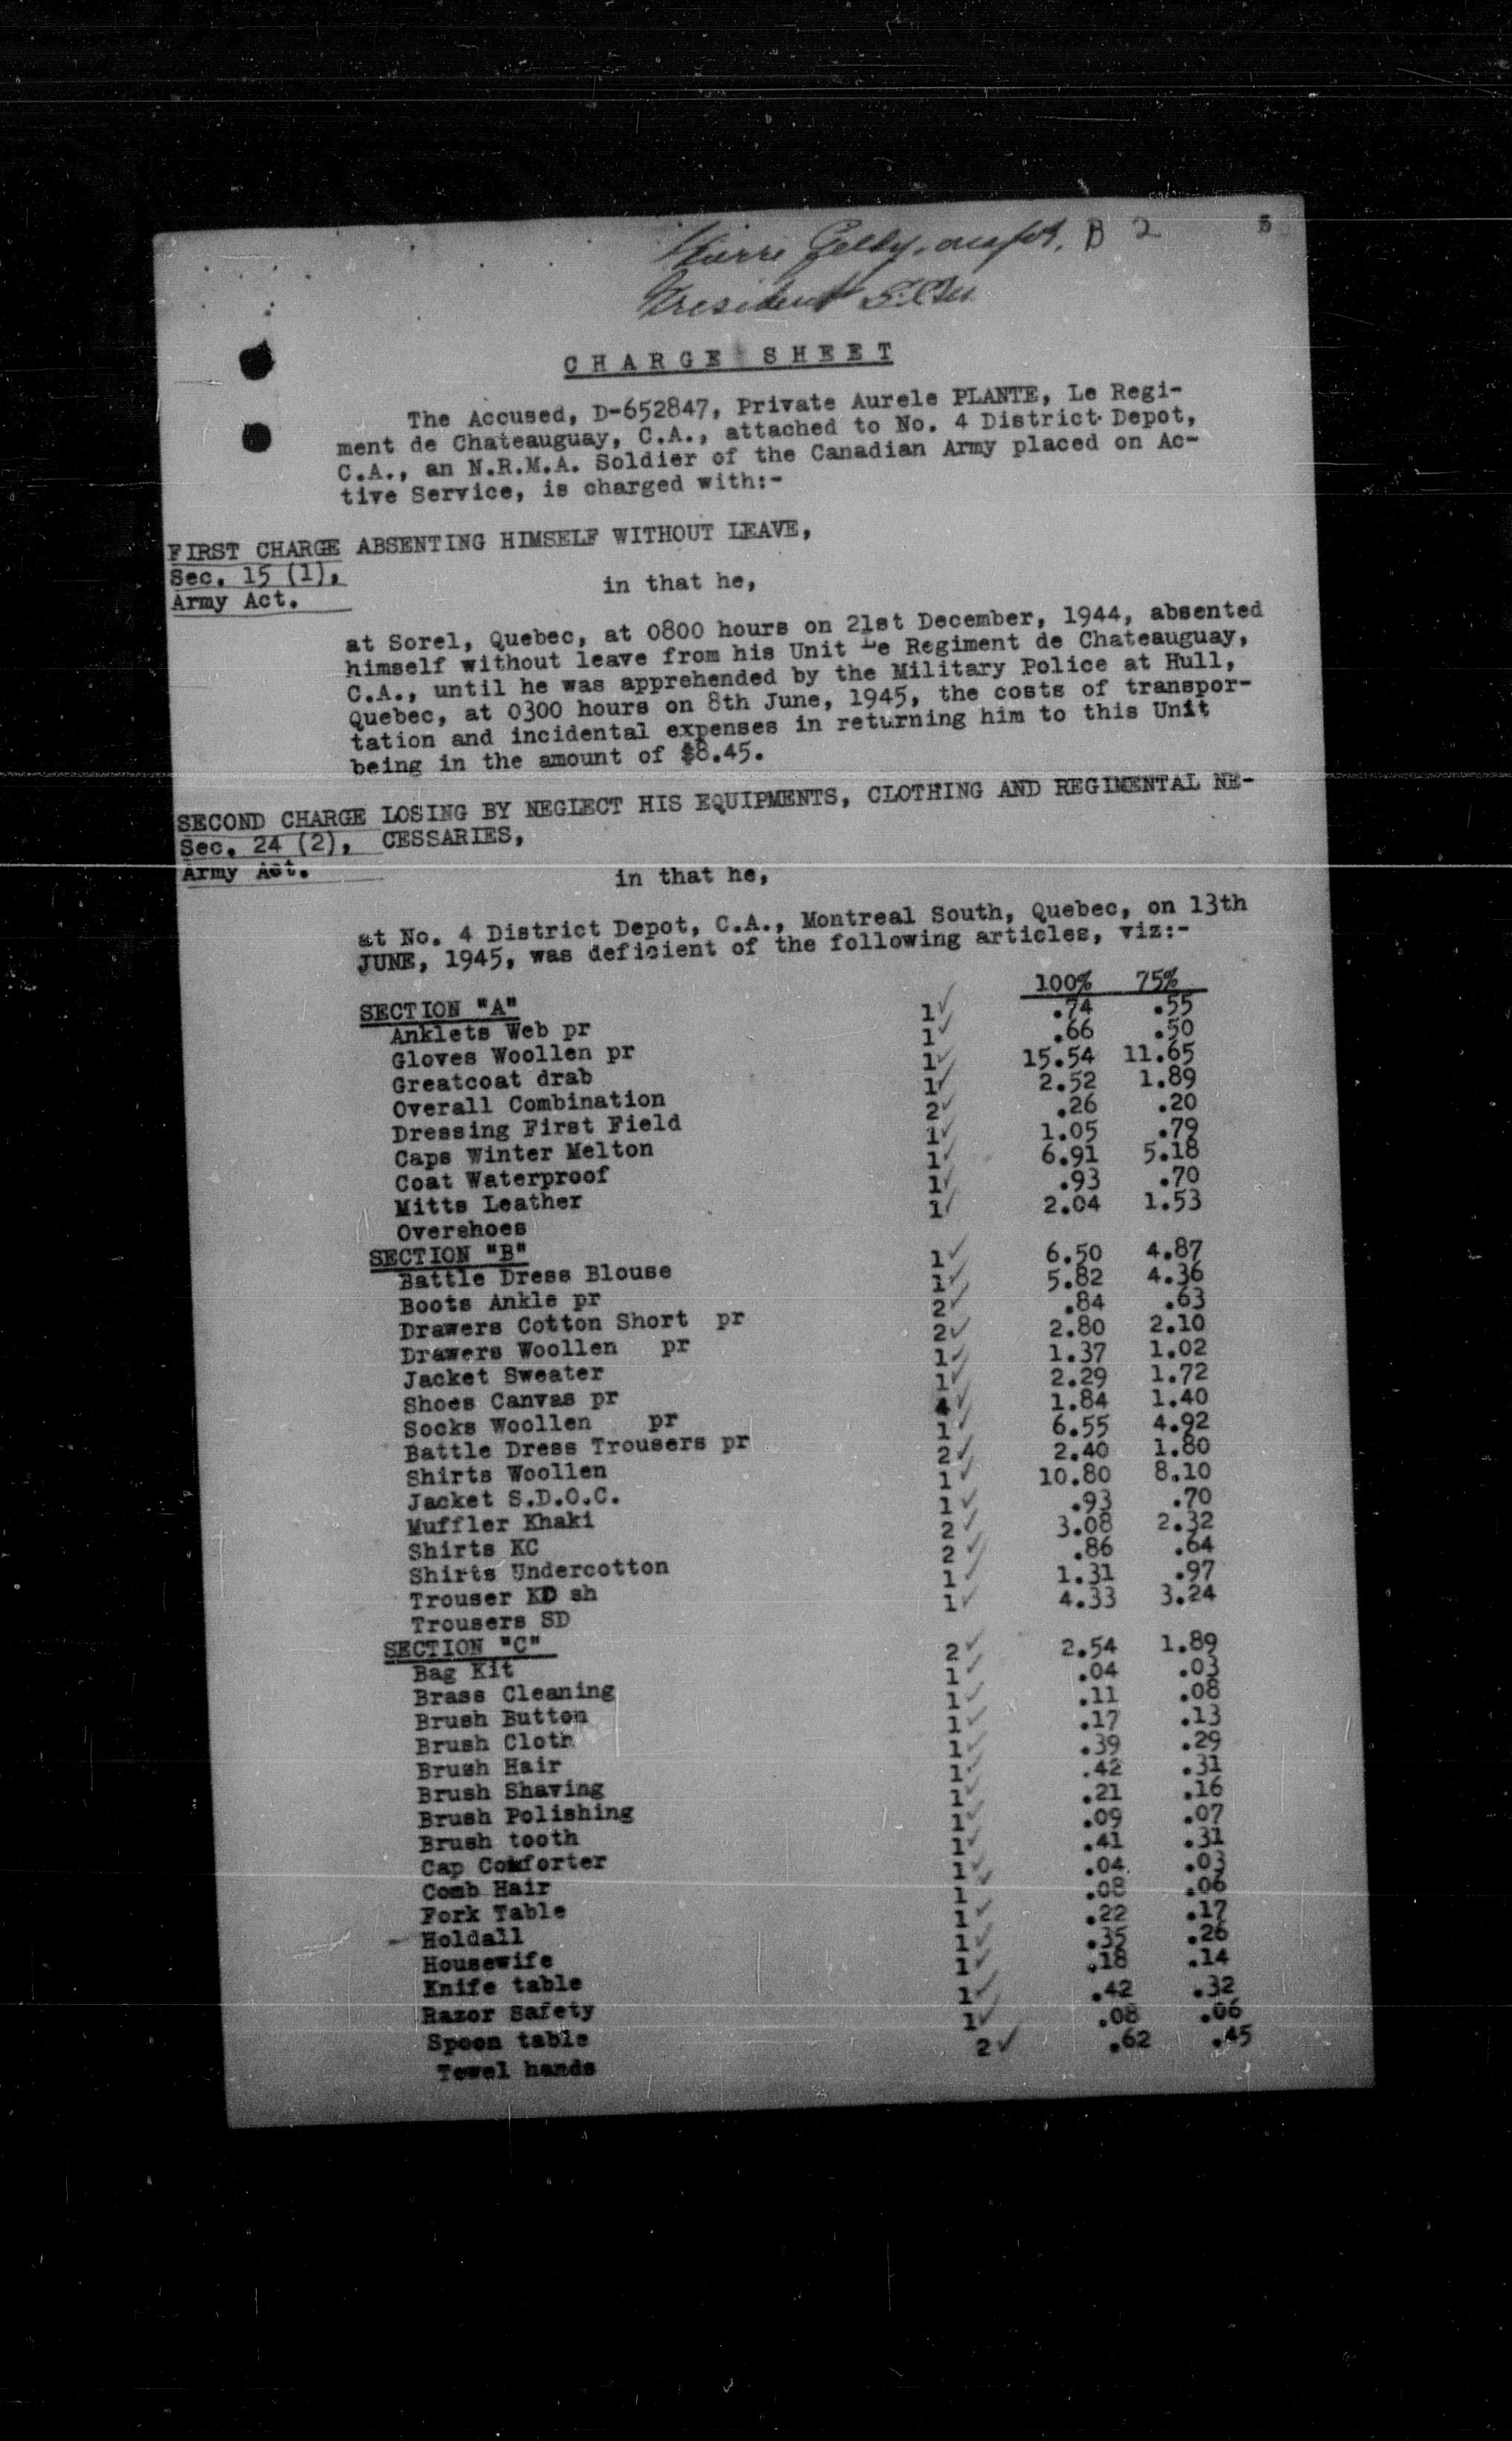 B 2
President
CHARGE SHEET
The Accused, D-652847, Private Aurele PLANTE, Le Regi-
ment de Chateauguay, C.A., attached to No. 4 District Depot,
C.A., an N.R.M.A. Soldier of the Canadian Army placed on Ac-
tive Service, is charged with:-
FIRST CHARGE ABSENTING HIMSELF WITHOUT LEAVE,
Sec. 15 (1),
in that he,
Army Act.
at Sorel, Quebec, at 0800 hours on 21st December, 1944, absented
himself without leave from his Unit Le Regiment de Chateauguay,
C.A., until he was apprehended by the Military Police at Hull,
Quebec, at 0300 hours on 8th June, 1945, the costs of transpor-
tation and incidental expenses in returning him to this Unit
being in the amount of $8.45.
SECOND CHARGE LOSING BY NEGLECT HIS EQUIPMENTS, CLOTHING AND REGIMENTAL NE-
Sec. 24 (2), CESSARIES,
Army Act.
in that he,
at No. 4 District Depot, C.A., Montreal South, Quebec, on 13th
JUNE, 1945, was deficient of the following articles, viz:-
100% 75%
SECTION "A"
Anklets Web pr 1 .74 .55
Gloves Woollen pr 1 .66 .50
Greatcoat drab 1 15.54 11.65
Overall Combination 1 2.52 1.89
Dressing First Field 2 .26 .20
Caps Winter Melton 1 1.05 .79
Coat Waterproof 1 6.91 5.18
Mitts Leather 1 .93 .70
Overshoes 1 2.04 1.53
SECTION "B"
Battle Dress Blouse 1 6.50 4.87
Boots Ankle pr 1 5.82 4.36
Drawers Cotton Short pr 2 .84 .63
Drawers Woollen pr 2 2.80 2.10
Jacket Sweater 1 1.37 1.02
Shoes Canvas pr 1 2.29 1.72
Socks Woollen pr 4 1.84 1.40
Battle Dress Trousers pr 1 6.55 4.92
Shirts Woollen 2 2.40 1.80
Jacket S.D.O.C. 1 10.80 8.10
Muffler Khaki 1 .93 .70
Shirts KC 2 3.08 2.32
Shirts Undercotton 2 .86 .64
Trouser KD sh 1 1.31 .97
Trousers SD 1 4.33 3.24
SECTION "C"
Bag Kit 2 2.54 1.89
Brass Cleaning 1 .04 .03
Brush Button 1 .11 .08
Brush Cloth 1 .17 .13
Brush Hair 1 .39 .29
Brush Shaving 1 .42 .31
Brush Polishing 1 .21 .16
Brush tooth 1 .09 .07
Cap Comforter 1 .41 .31
Comb Hair 1 .04 .03
Fork Table 1 .08 .06
Holdall 1 .22 .17
Housewife 1 .35 .26
Knife table 1 .18 .14
Razor Safety 1 .42 .32
Spoon table 1 .08 .06
Towel hands 2 .62 .45